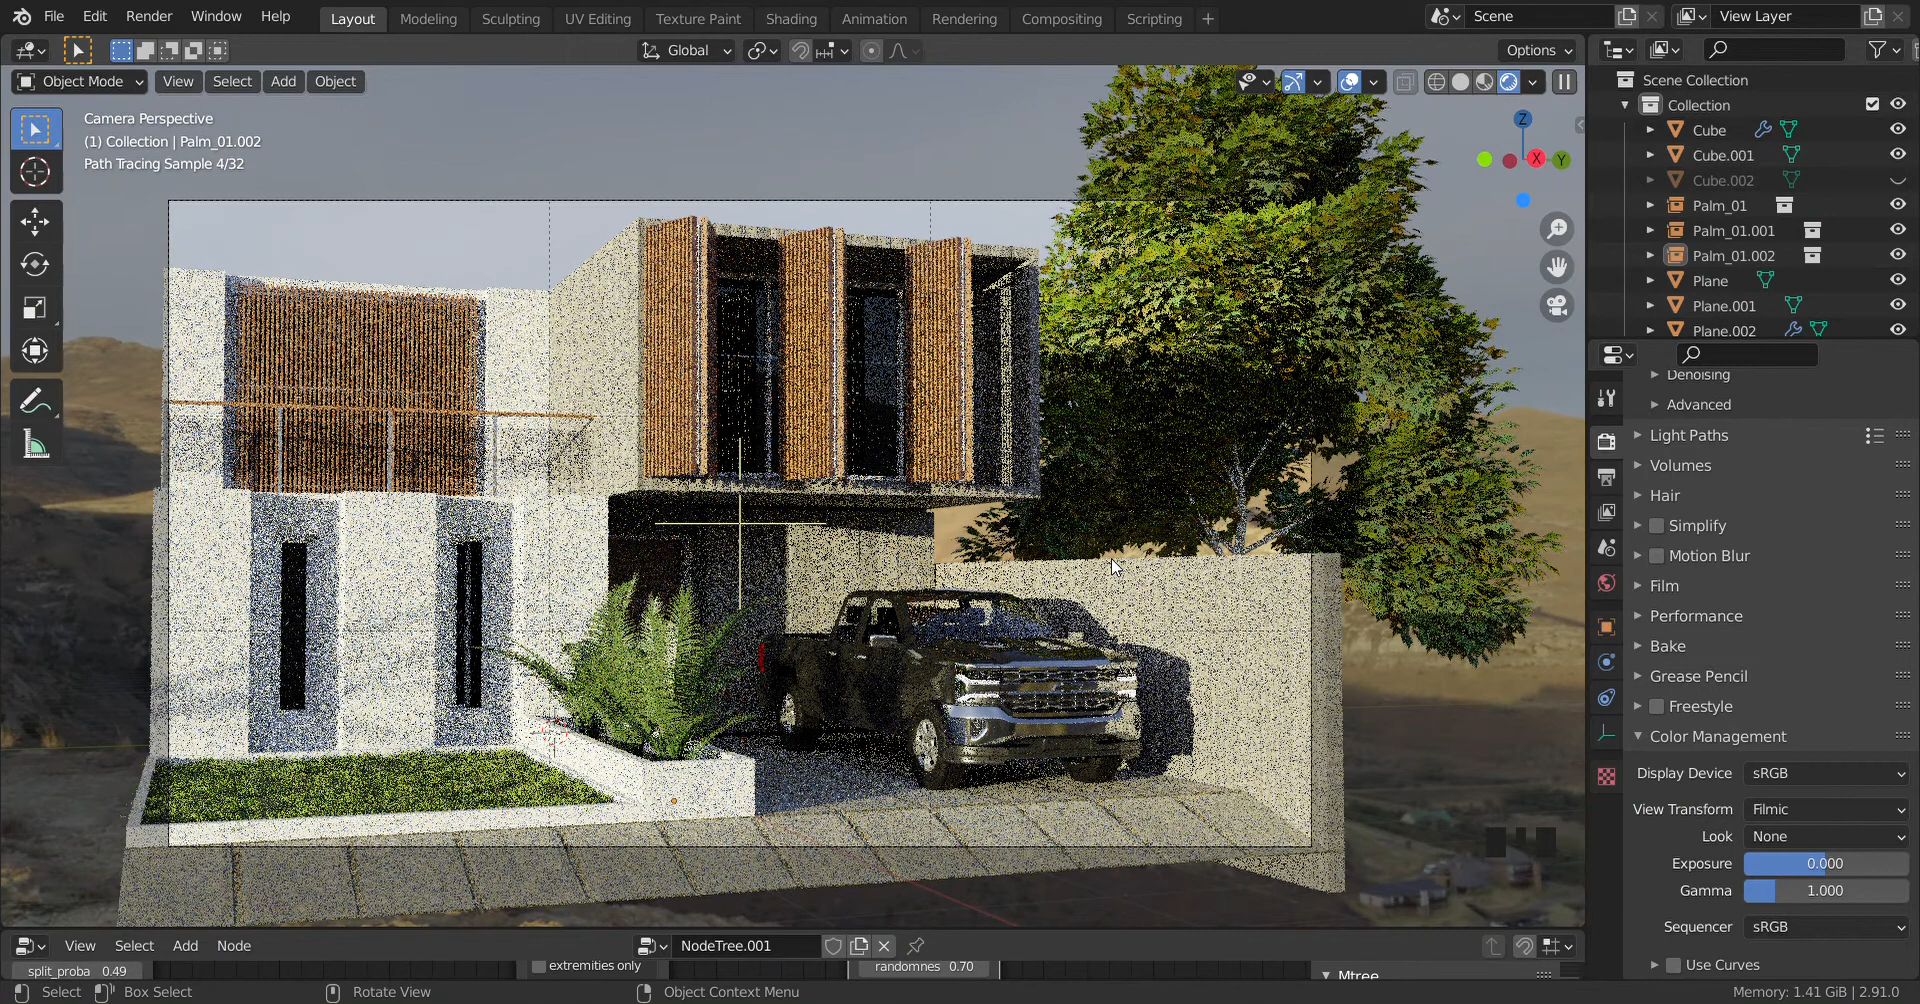 File Edit Render Window Help Layout Modeling Sculpting UV Editing Texture Paint Shading Animation Rendering Compositing Scripting + Scene View Layer
Global Options
Object Mode View Select Add Object
Camera Perspective
(1) Collection | Palm_01.002
Path Tracing Sample 4/32
Z
X
Y
Scene Collection
Collection
Cube
Cube.001
Cube.002
Palm_01
Palm_01.001
Palm_01.002
Plane
Plane.001
Plane.002
Denoising
Advanced
Light Paths
Volumes
Hair
Simplify
Motion Blur
Film
Performance
Bake
Grease Pencil
Freestyle
Color Management
Display Device sRGB
View Transform Filmic
Look None
Exposure 0.000
Gamma 1.000
Sequencer sRGB
Use Curves
View Select Add Node NodeTree.001
split_proba 0.49 extremities only randomnes 0.70 Mtree
Select Box Select Rotate View Object Context Menu Memory: 1.41 GiB | 2.91.0